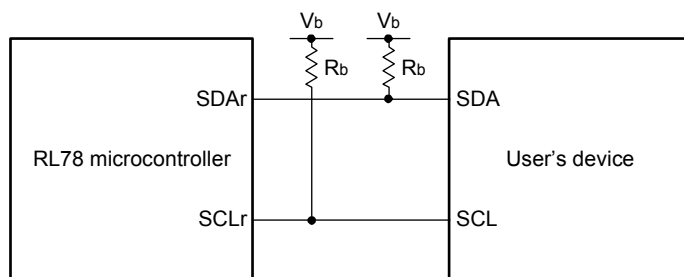 Vb Vb
Rb Rb
SDAr SDA
RL78 microcontroller User's device
SCLr SCL